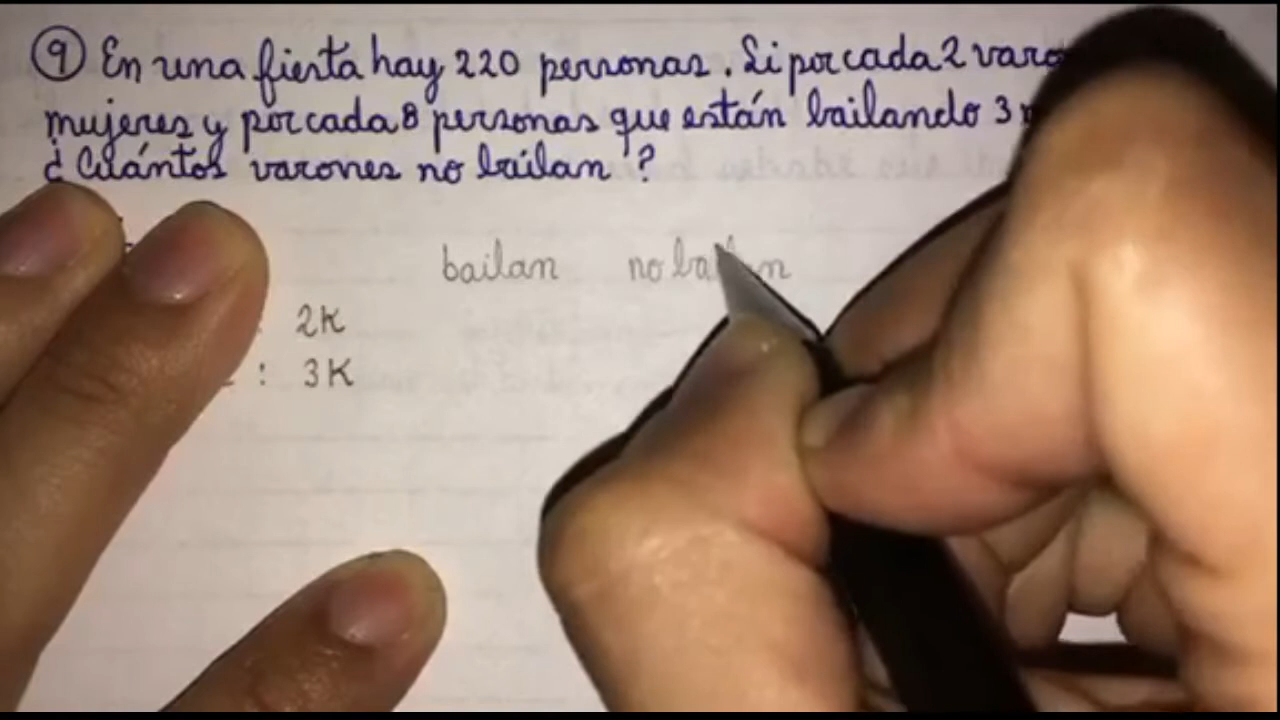 9 En una fiesta hay 220 personas. Si por cada 2
mujeres y por cada 8 personas que están bailando 3
¿Cuántos varones no bailan?
bailan no bailan
2K
: 3K